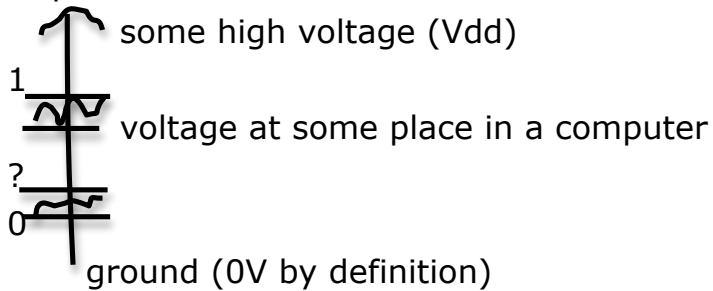 some high voltage (Vdd)
1
voltage at some place in a computer
?
0
ground (0V by definition)